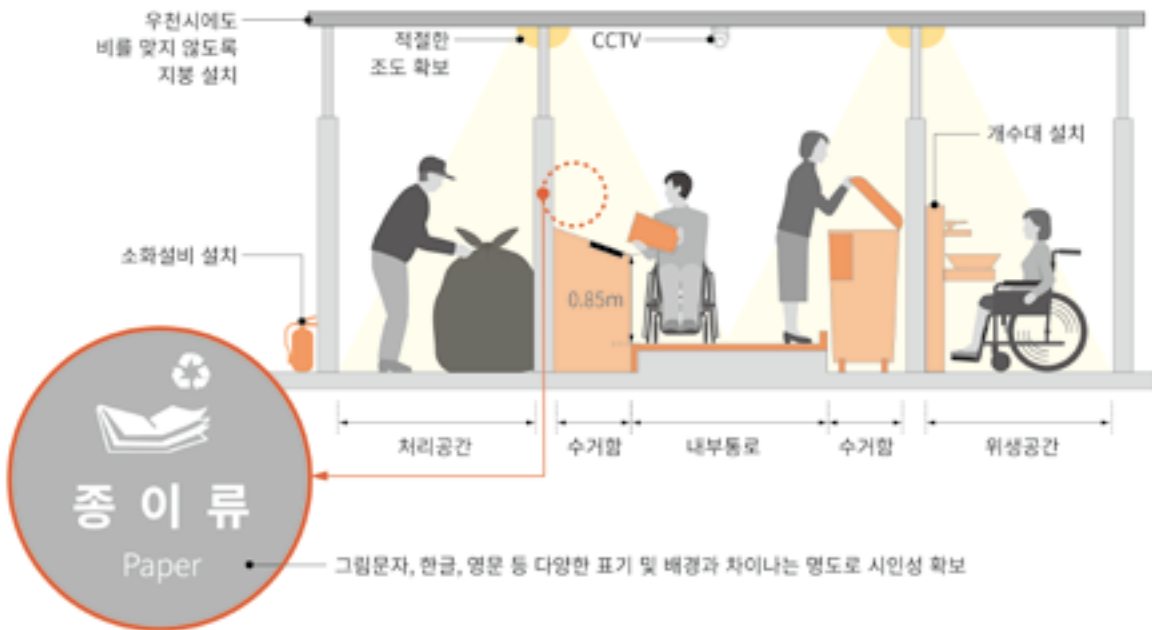 우천시에도
비를 맞지 않도록
지붕 설치
적절한
조도 확보
CCTV
개수대 설치
소화설비 설치
0.85m
처리공간
수거함
내부통로
수거함
위생공간
종이류
Paper
그림문자, 한글, 영문 등 다양한 표기 및 배경과 차이나는 명도로 시인성 확보